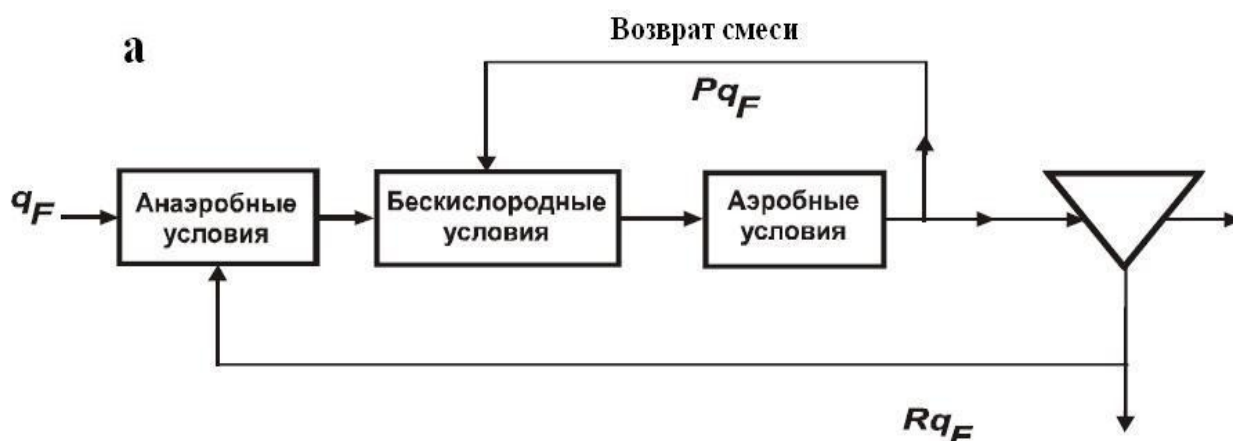 а
Возврат смеси
Pq_F
q_F
Анаэробные
условия
Бескислородные
условия
Аэробные
условия
Rq_F